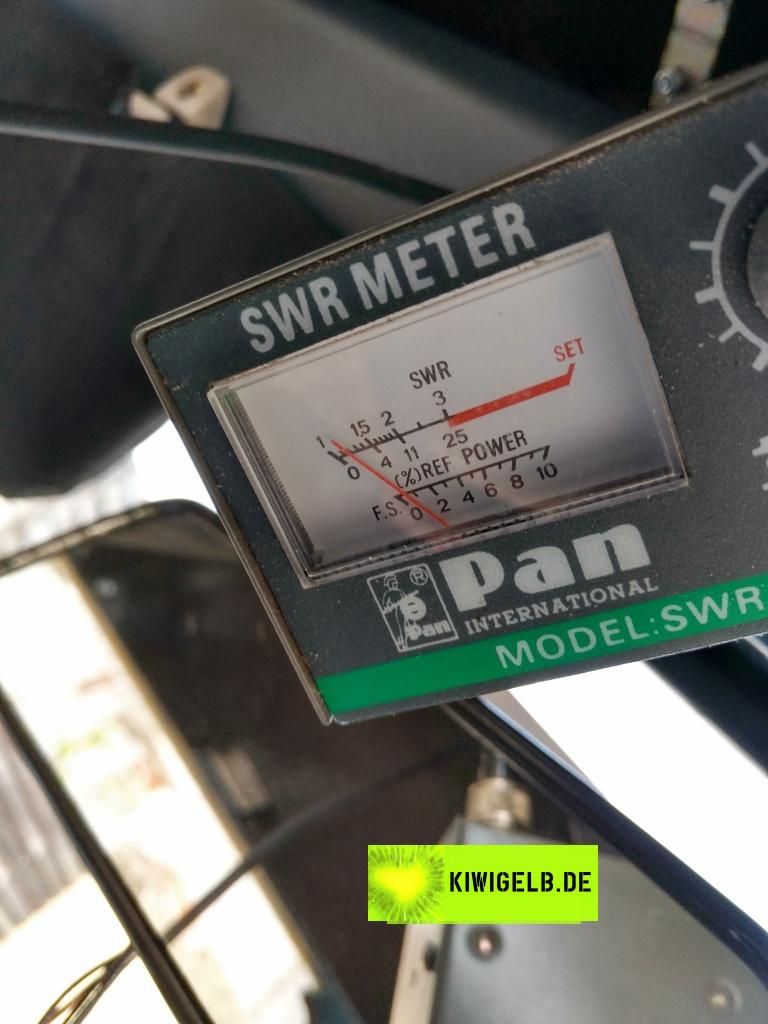 SWR METER
SET
SWR
1 1.5 2 3
0 4 11 25
(%)REF POWER
F.S. 0 2 4 6 8 10
Pan
®
Pan
INTERNATIONAL
MODEL:SWR
KIWIGELB.DE